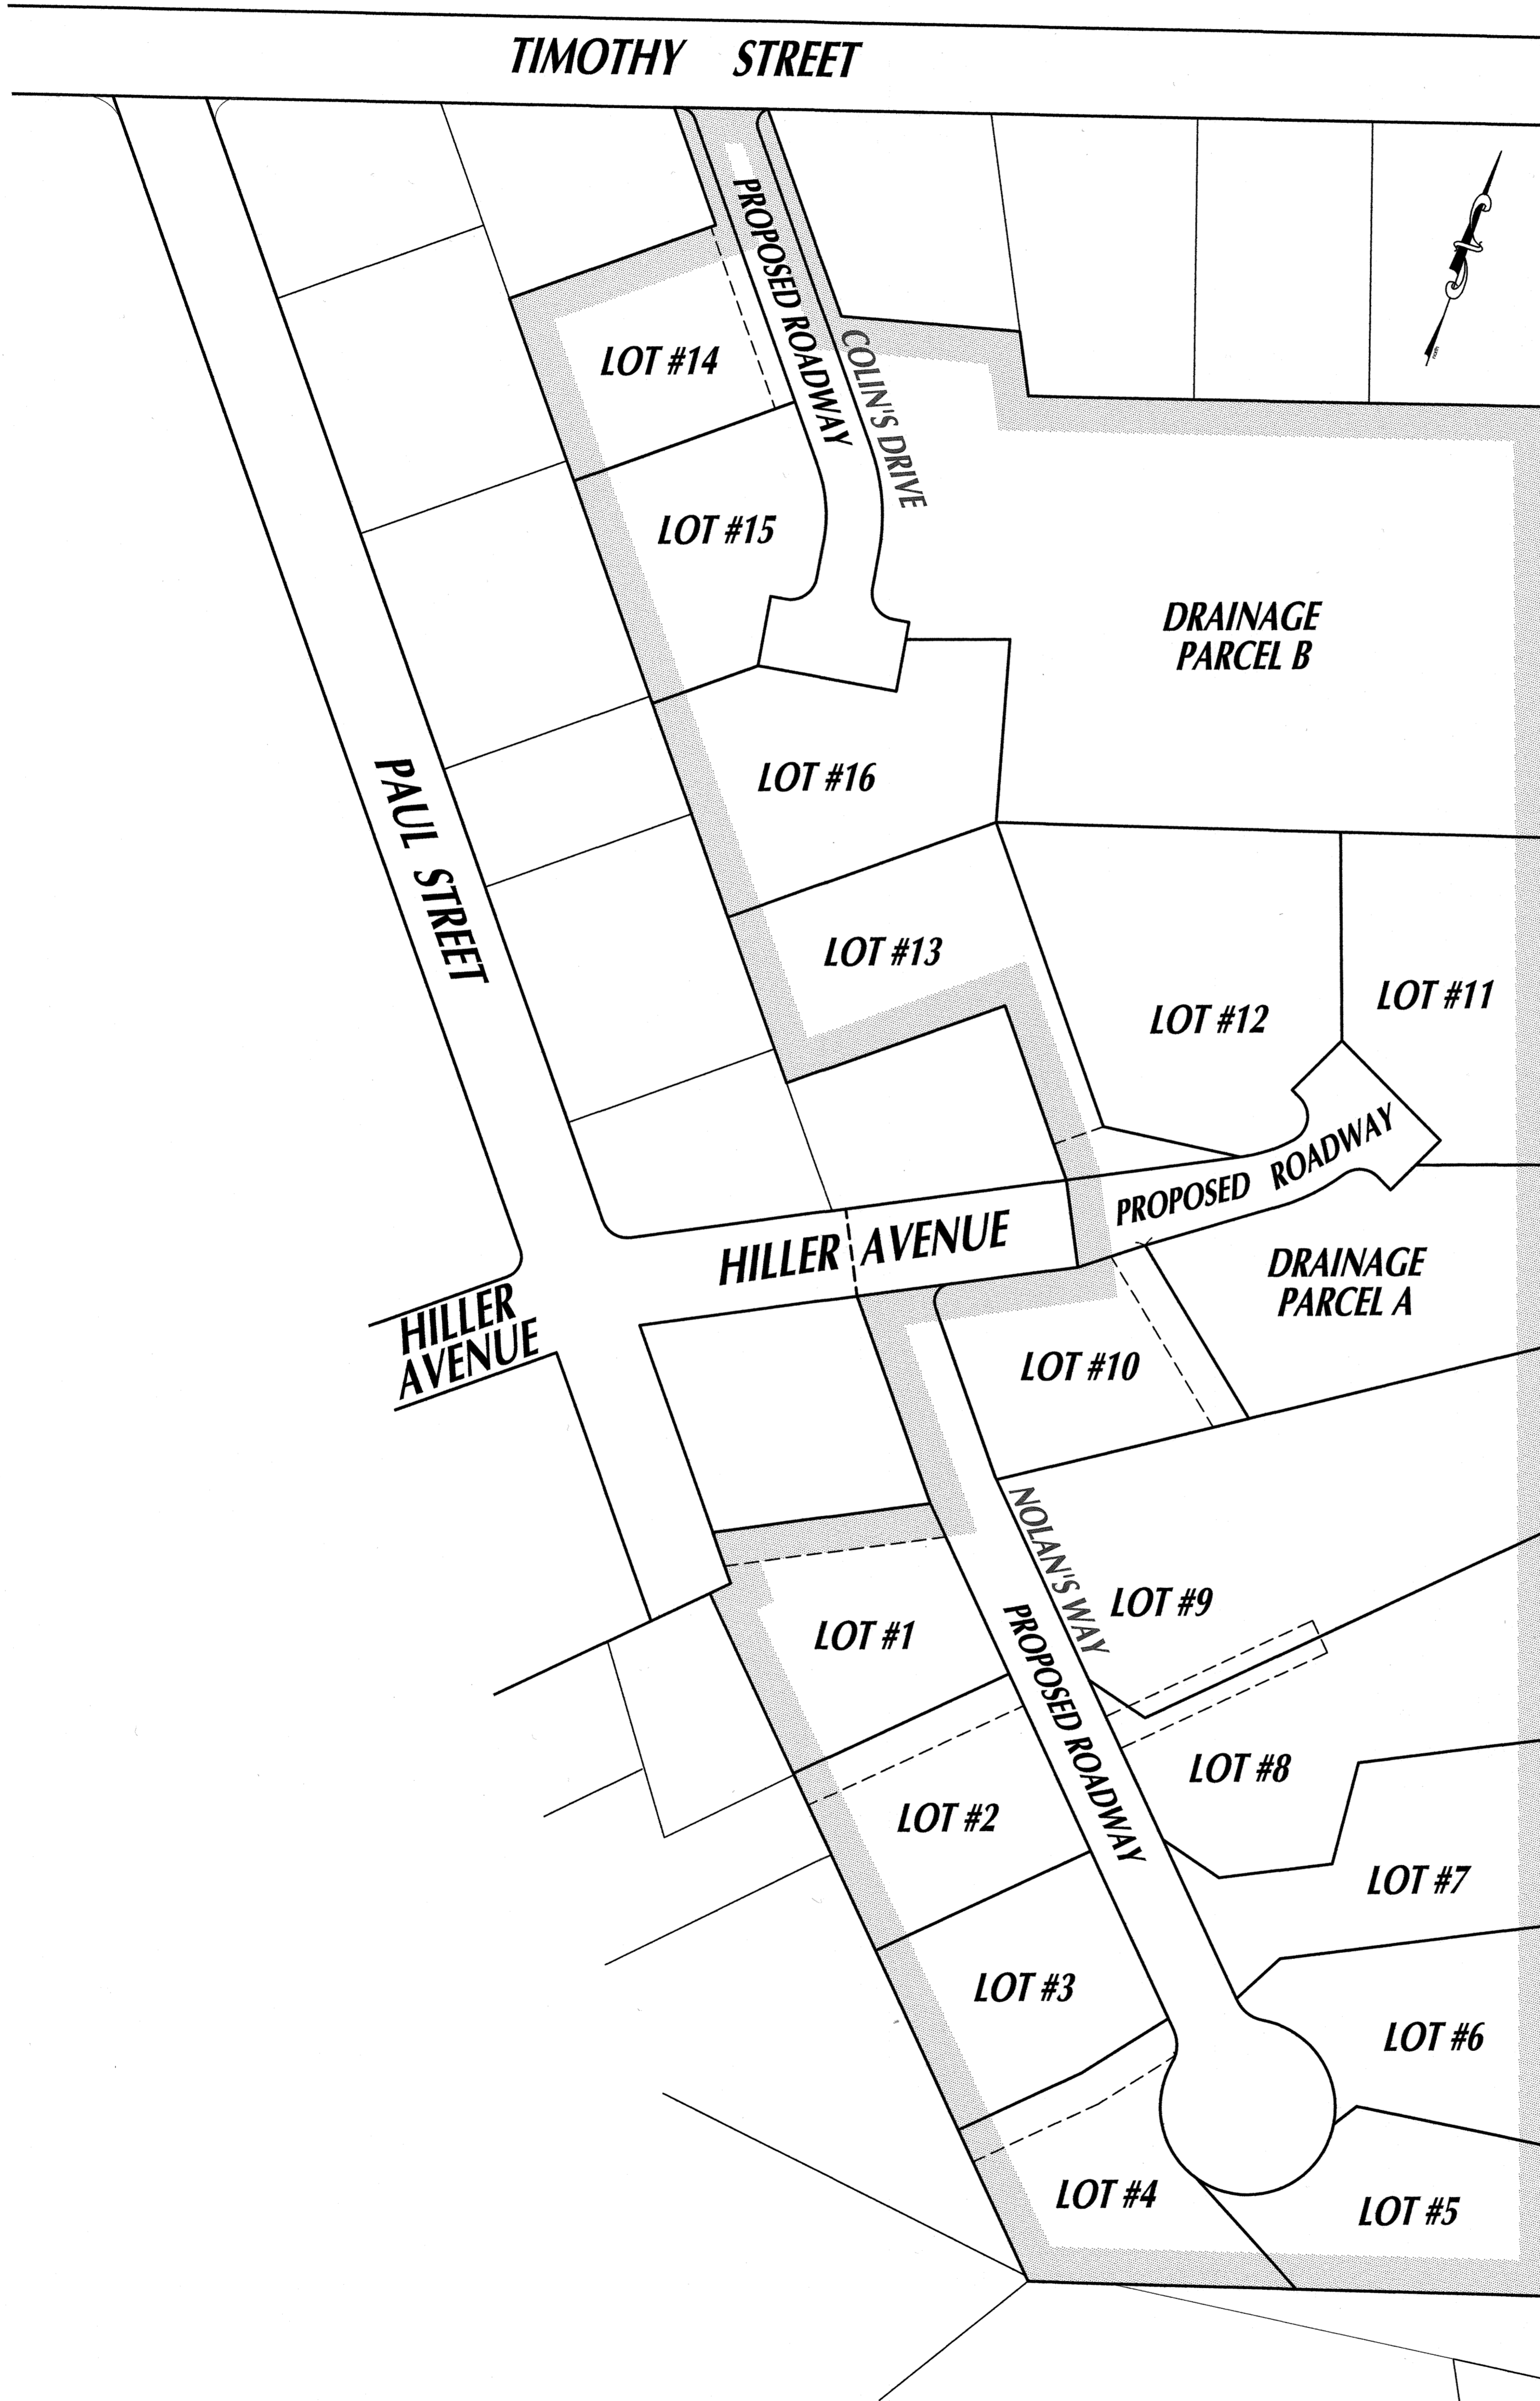 TIMOTHY STREET
PROPOSED ROADWAY
north
COLIN'S DRIVE
LOT #14
LOT #15
DRAINAGE
PARCEL B
LOT #16
PAUL STREET
LOT #13
LOT #12
LOT #11
PROPOSED ROADWAY
HILLER AVENUE
DRAINAGE
PARCEL A
HILLER
AVENUE
LOT #10
NOLAN'S WAY
LOT #9
LOT #1
PROPOSED ROADWAY
LOT #8
LOT #2
LOT #7
LOT #3
LOT #6
LOT #4
LOT #5